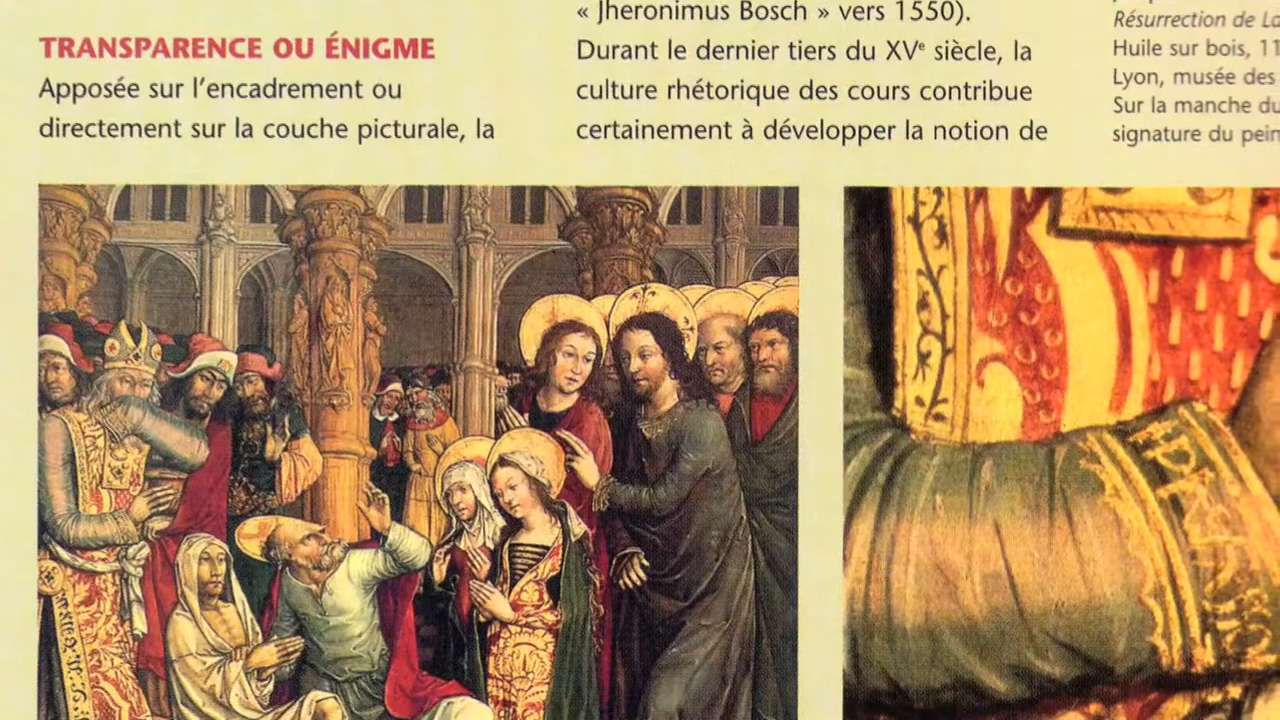 TRANSPARENCE OU ÉNIGME
Apposée sur l'encadrement ou
directement sur la couche picturale, la
« Jheronimus Bosch » vers 1550).
Durant le dernier tiers du XVe siècle, la
culture rhétorique des cours contribue
certainement à développer la notion de
Résurrection de
Huile sur bois, 11
Lyon, musée des
Sur la manche du
signature du